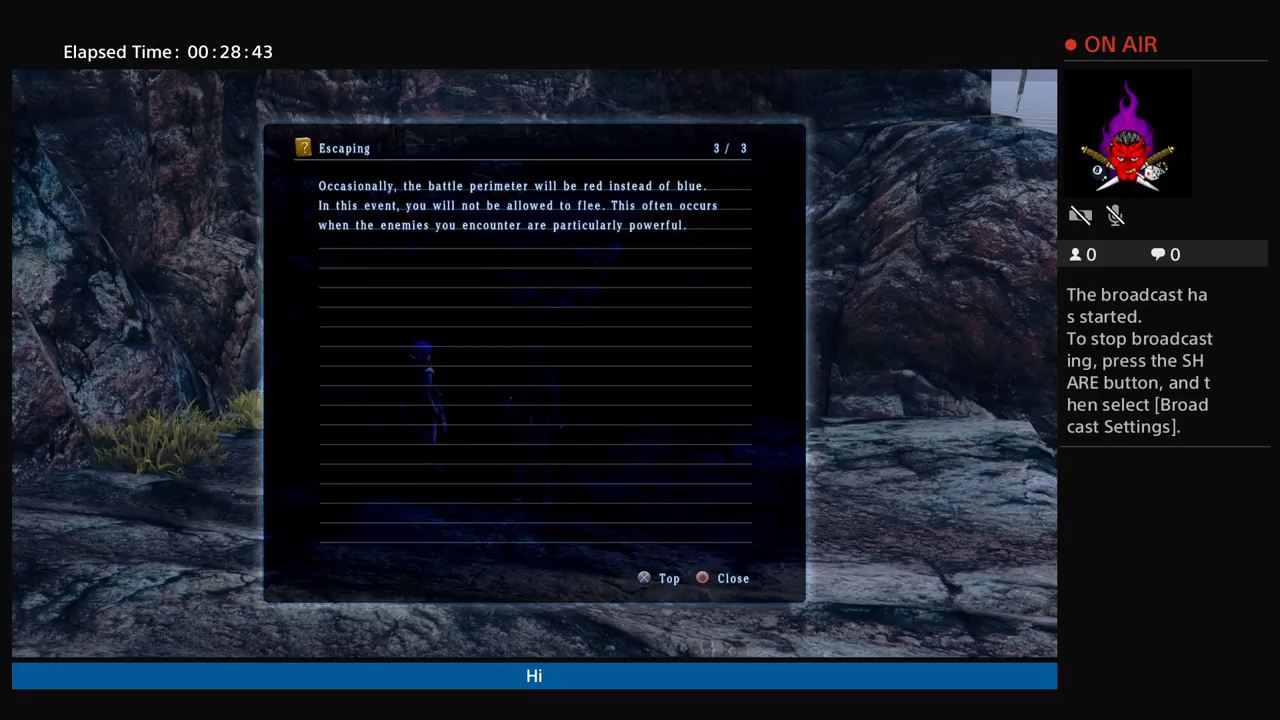 Elapsed Time: 00:28:43
ON AIR
Escaping 3 / 3
Occasionally, the battle perimeter will be red instead of blue.
In this event, you will not be allowed to flee. This often occurs
when the enemies you encounter are particularly powerful.
Top Close
Hi
0 0
The broadcast ha
s started.
To stop broadcast
ing, press the SH
ARE button, and t
hen select [Broad
cast Settings].